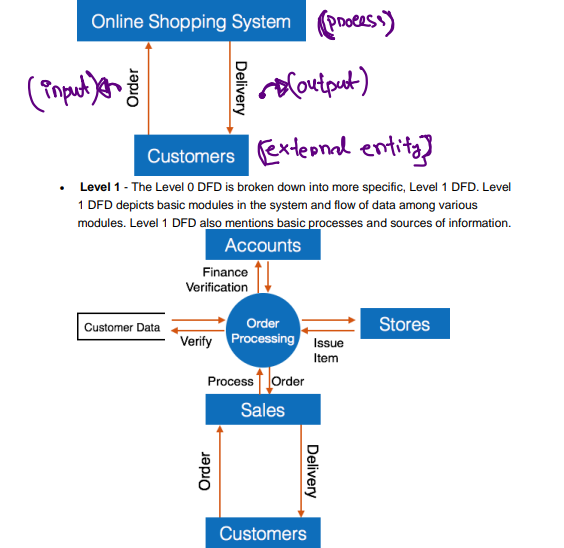 Online Shopping System (process)
(input) Order Delivery (output)
Customers [external entity]
• Level 1 - The Level 0 DFD is broken down into more specific, Level 1 DFD. Level
1 DFD depicts basic modules in the system and flow of data among various
modules. Level 1 DFD also mentions basic processes and sources of information.
Accounts
Finance
Verification
Customer Data
Verify
Order
Processing
Stores
Issue
Item
Process Order
Sales
Order Delivery
Customers